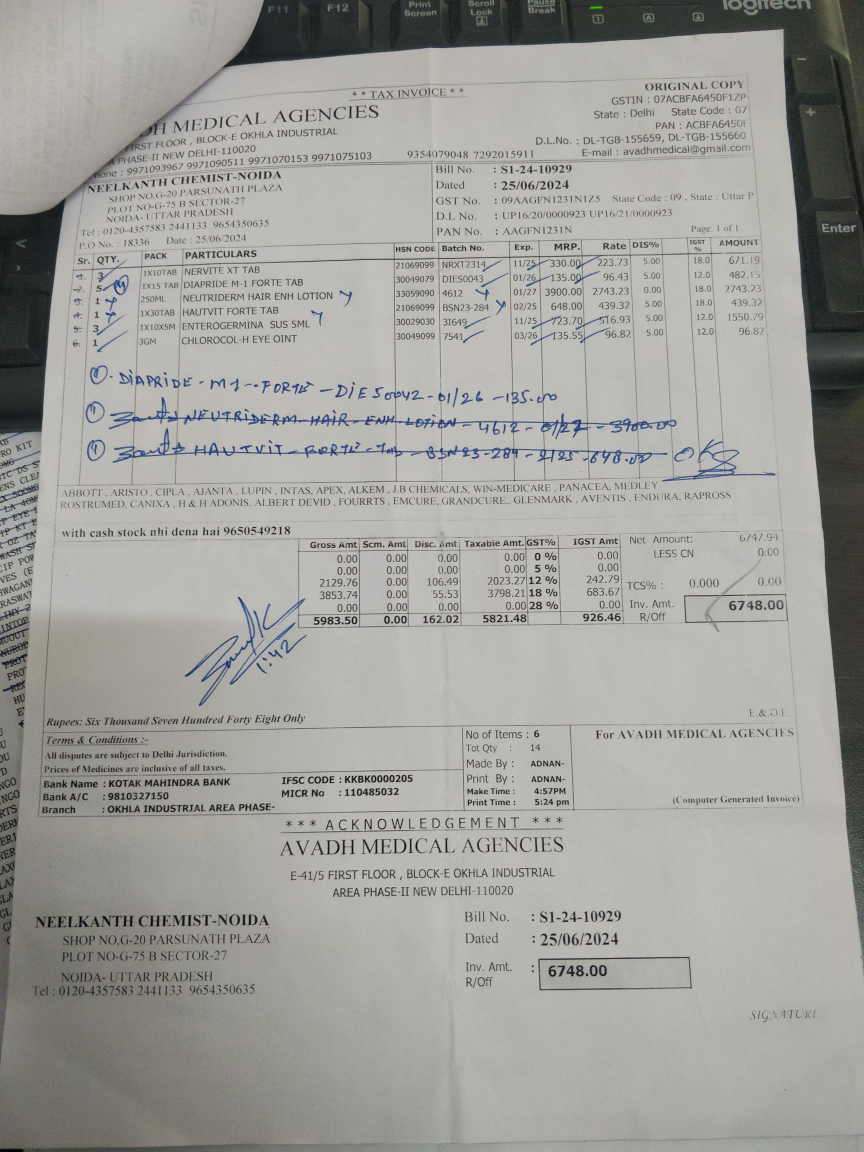 F11 F12 Print Screen Scroll Lock Pause Break
logitech
Enter
* * TAX INVOICE * *
ORIGINAL COPY
GSTIN : 07ACBFA6450F1ZP
State : Delhi State Code : 07
PAN : ACBFA6450F
D.L.No. : DL-TGB-155659, DL-TGB-155660
E-mail : avadhmedical@gmail.com
DH MEDICAL AGENCIES
FIRST FLOOR , BLOCK-E OKHLA INDUSTRIAL
A PHASE-II NEW DELHI-110020
hone : 9971093967 9971090511 9971070153 9971075103 9354079048 7292015911
NEELKANTH CHEMIST-NOIDA
SHOP NO,G-20 PARSUNATH PLAZA
PLOT NO-G-75 B SECTOR-27
NOIDA- UTTAR PRADESH
Tel : 0120-4357583 2441133 9654350635
P.O No. : 18336 Date : 25/06/2024
Bill No. : S1-24-10929
Dated : 25/06/2024
GST No. : 09AAGFN1231N1Z5 State Code : 09 , State : Uttar P
D.L No. : UP16/20/0000923 UP16/21/0000923
PAN No. : AAGFN1231N Page: 1 of 1
Sr. QTY. PACK PARTICULARS HSN CODE Batch No. Exp. MRP. Rate DIS% IGST % AMOUNT
1. 3 1X10TAB NERVITE XT TAB 21069099 NRXT2314 11/25 330.00 223.73 5.00 18.0 671.19
2. 5 1X15 TAB DIAPRIDE M-1 FORTE TAB 30049079 DIES0043 01/26 135.00 96.43 5.00 12.0 482.15
3. 1 250ML NEUTRIDERM HAIR ENH LOTION 33059090 4612 01/27 3900.00 2743.23 0.00 18.0 2743.23
4. 1 1X30TAB HAUTVIT FORTE TAB 21069099 BSN23-284 02/25 648.00 439.32 5.00 18.0 439.32
5. 3 1X10X5M ENTEROGERMINA SUS 5ML 30029030 3I649 11/25 723.70 516.93 5.00 12.0 1550.79
6. 1 3GM CHLOROCOL-H EYE OINT 30049099 7541 03/26 135.55 96.82 5.00 12.0 96.82
① - DIAPRIDE - M1 - FORTE - DIES0042 - 01/26 - 135.00
① NEUTRIDERM - HAIR - ENH LOTION - 4612 - 01/27 - 3900.00
① HAUTVIT - FORTE - Tab - BSN23-284 - 2/25 - 648.00 - OK
ABBOTT , ARISTO , CIPLA , AJANTA , LUPIN , INTAS, APEX, ALKEM , J.B CHEMICALS, WIN-MEDICARE , PANACEA, MEDLEY
ROSTRUMED, CANIXA , H & H ADONIS, ALBERT DEVID , FOURRTS , EMCURE, GRANDCURE,. GLENMARK , AVENTIS . ENDURA, RAPROSS
with cash stock nhi dena hai 9650549218
Gross Amt Scm. Amt Disc. Amt Taxable Amt. GST% IGST Amt
0.00 0.00 0.00 0.00 0 % 0.00
0.00 0.00 0.00 0.00 5 % 0.00
2129.76 0.00 106.49 2023.27 12 % 242.79
3853.74 0.00 55.53 3798.21 18 % 683.67
0.00 0.00 0.00 0.00 28 % 0.00
5983.50 0.00 162.02 5821.48 926.46
Net Amount: 6747.94
LESS CN 0.00
TCS% : 0.000 0.00
Inv. Amt. R/Off 6748.00
1:42
Rupees: Six Thousand Seven Hundred Forty Eight Only
E.& O.E
Terms & Conditions :-
All disputes are subject to Delhi Jurisdiction.
Prices of Medicines are inclusive of all taxes.
Bank Name : KOTAK MAHINDRA BANK IFSC CODE : KKBK0000205
Bank A/C : 9810327150 MICR No : 110485032
Branch : OKHLA INDUSTRIAL AREA PHASE-
No of Items : 6
Tot Qty : 14
Made By : ADNAN-
Print By : ADNAN-
Make Time : 4:57PM
Print Time : 5:24 pm
For AVADH MEDICAL AGENCIES
(Computer Generated Invoice)
* * * ACKNOWLEDGEMENT * * *
AVADH MEDICAL AGENCIES
E-41/5 FIRST FLOOR , BLOCK-E OKHLA INDUSTRIAL
AREA PHASE-II NEW DELHI-110020
NEELKANTH CHEMIST-NOIDA
SHOP NO,G-20 PARSUNATH PLAZA
PLOT NO-G-75 B SECTOR-27
NOIDA- UTTAR PRADESH
Tel : 0120-4357583 2441133 9654350635
Bill No. : S1-24-10929
Dated : 25/06/2024
Inv. Amt. R/Off : 6748.00
SIGNATURE